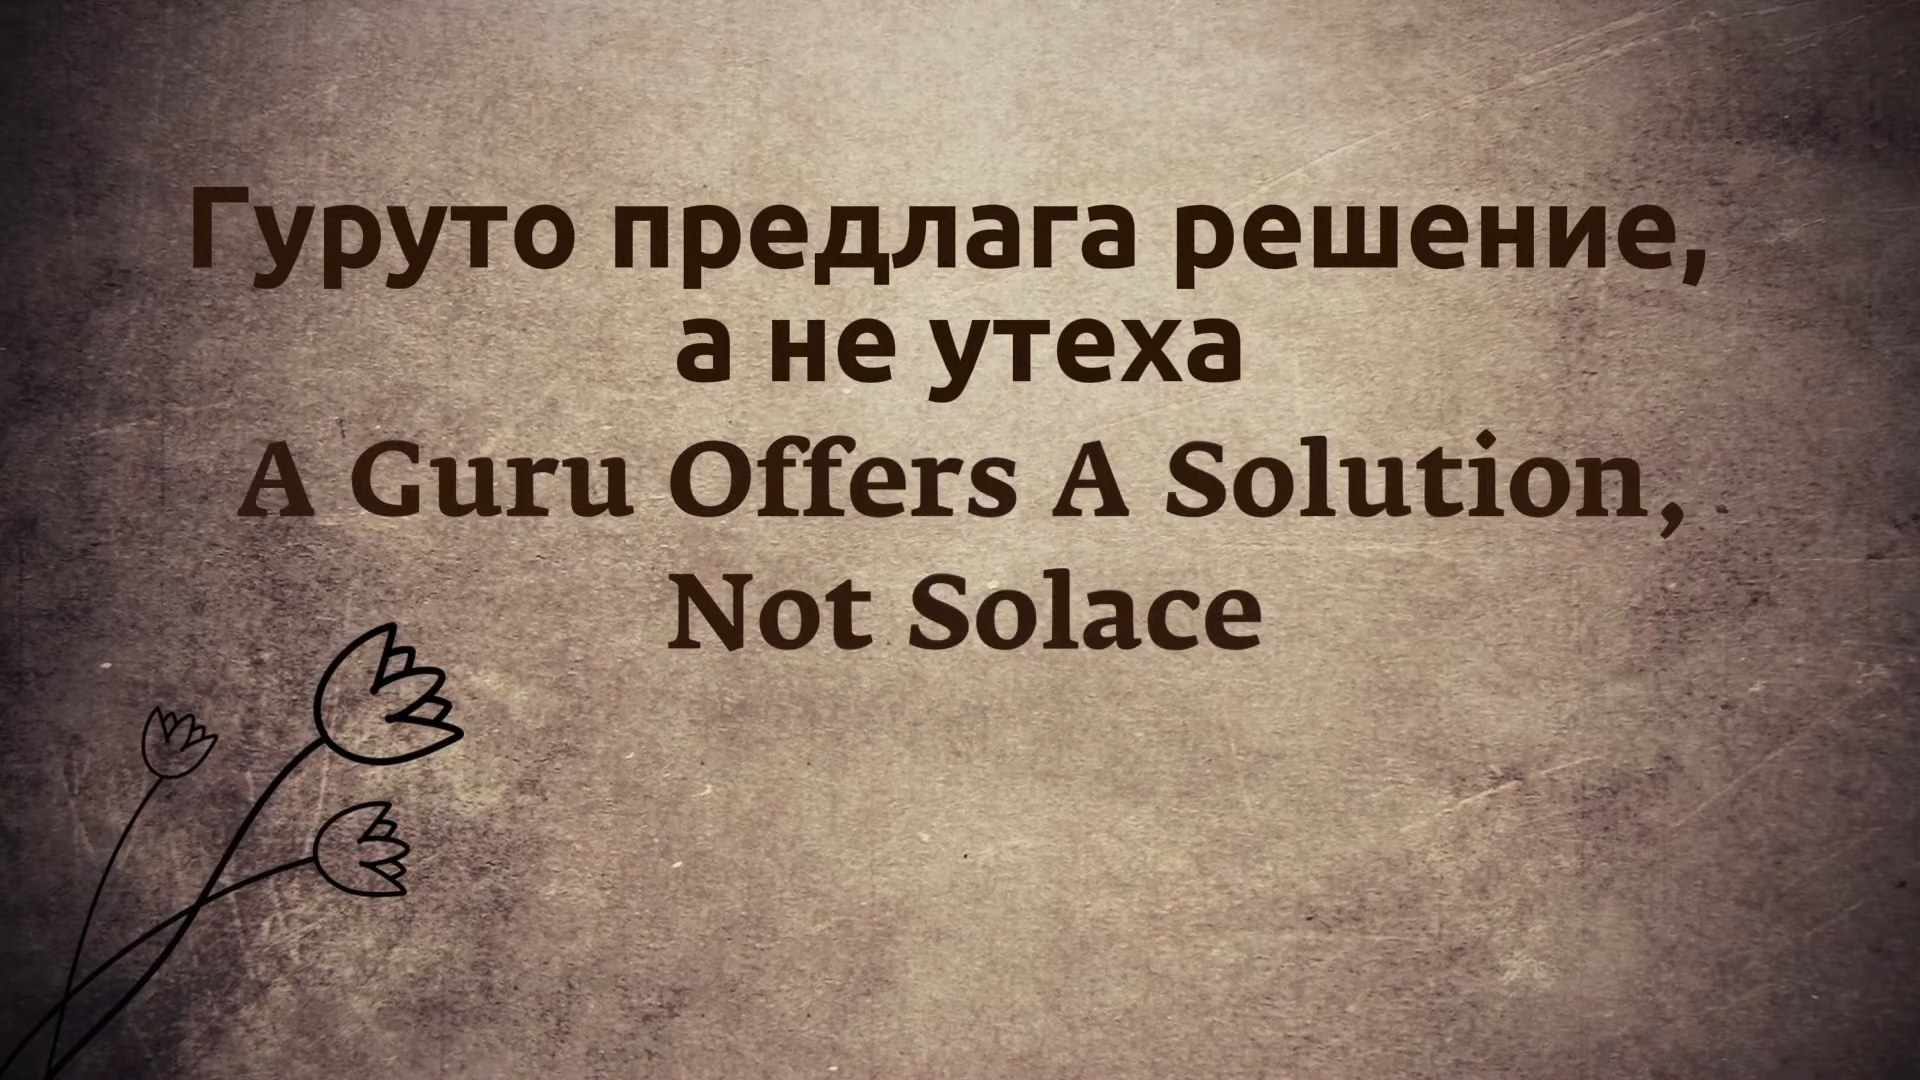 Гуруто предлага решение,
а не утеха
A Guru Offers A Solution,
Not Solace